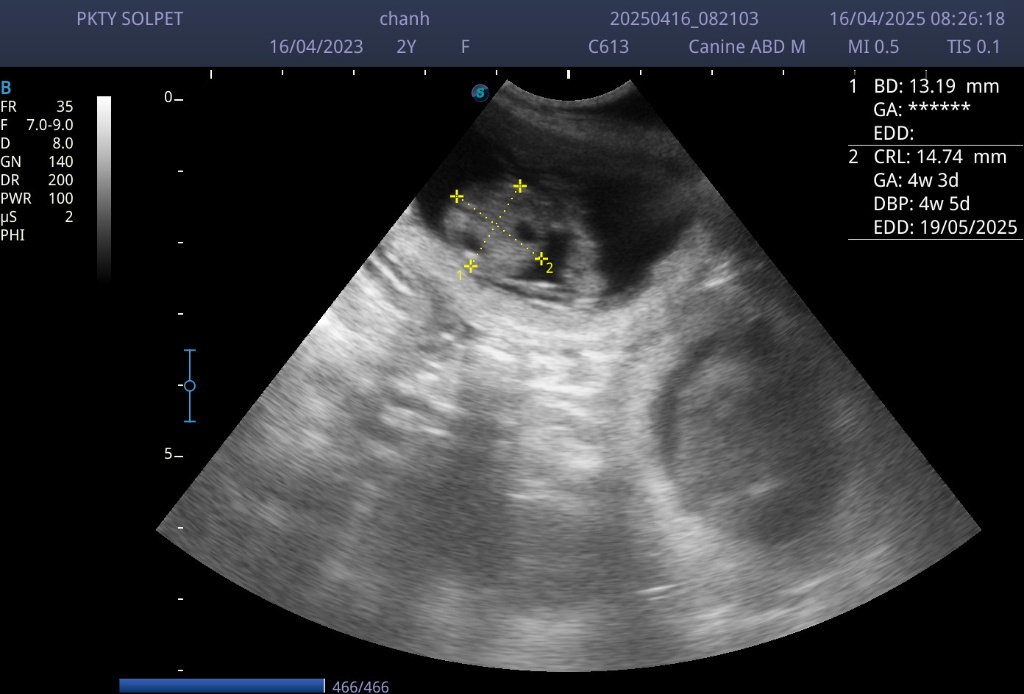 PKTY SOLPET chanh 20250416_082103 16/04/2025 08:26:18
16/04/2023 2Y F C613 Canine ABD M MI 0.5 TIS 0.1
B
FR 35
F 7.0-9.0
D 8.0
GN 140
DR 200
PWR 100
µS 2
PHI
0
5
1
2
1 BD: 13.19 mm
GA: ******
EDD:
2 CRL: 14.74 mm
GA: 4w 3d
DBP: 4w 5d
EDD: 19/05/2025
466/466